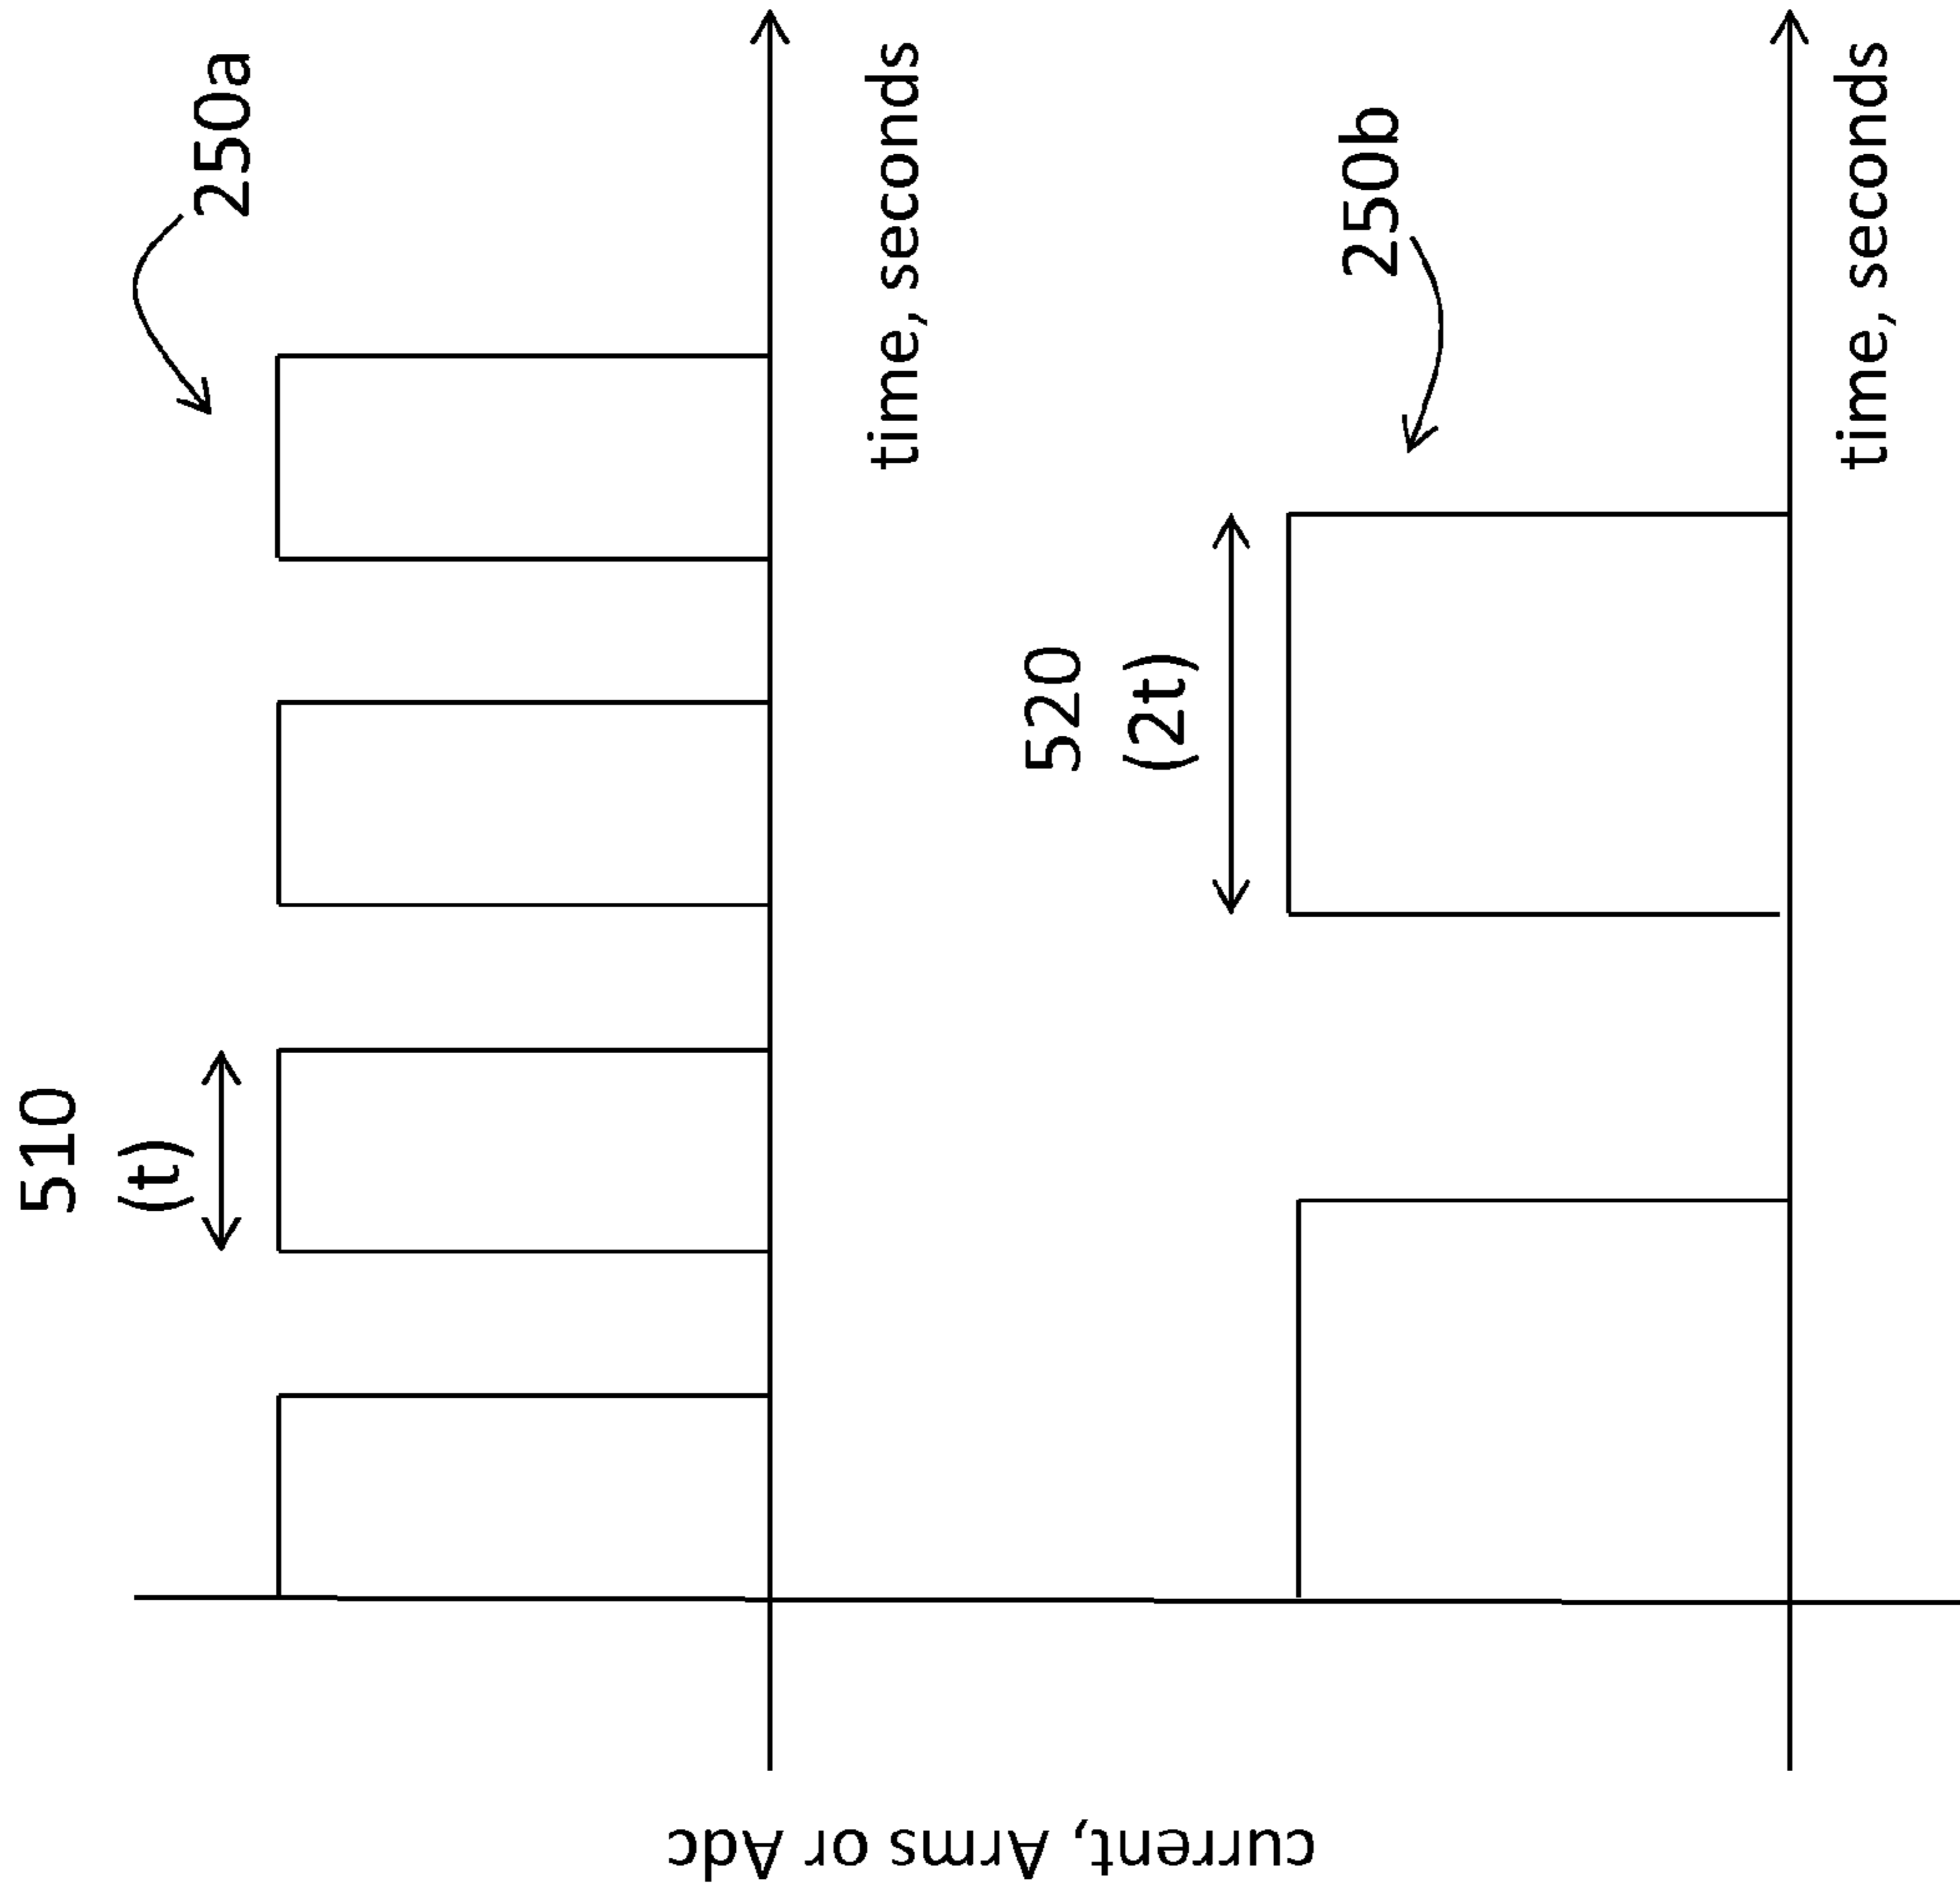 510
(t)
250a
time, seconds
current, Arms or Adc
520
(2t)
250b
time, seconds